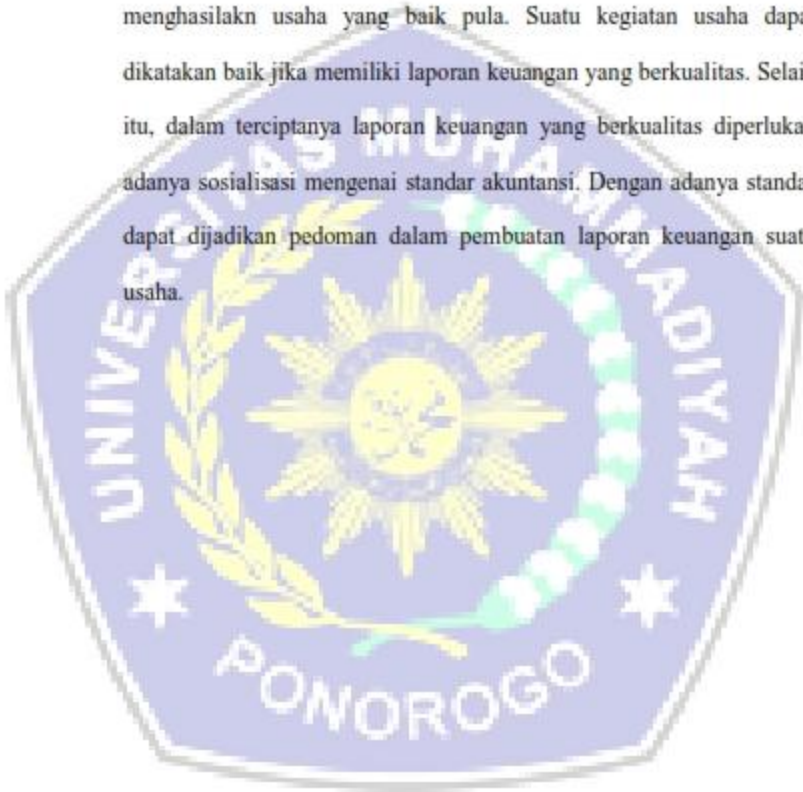 menghasilakn usaha yang baik pula. Suatu kegiatan usaha dapa
dikatakan baik jika memiliki laporan keuangan yang berkualitas. Selai
itu, dalam terciptanya laporan keuangan yang berkualitas diperluka
adanya sosialisasi mengenai standar akuntansi. Dengan adanya standa
dapat dijadikan pedoman dalam pembuatan laporan keuangan suat
usaha.
UNIVERSITAS MUHAMMADIYAH
PONOROGO